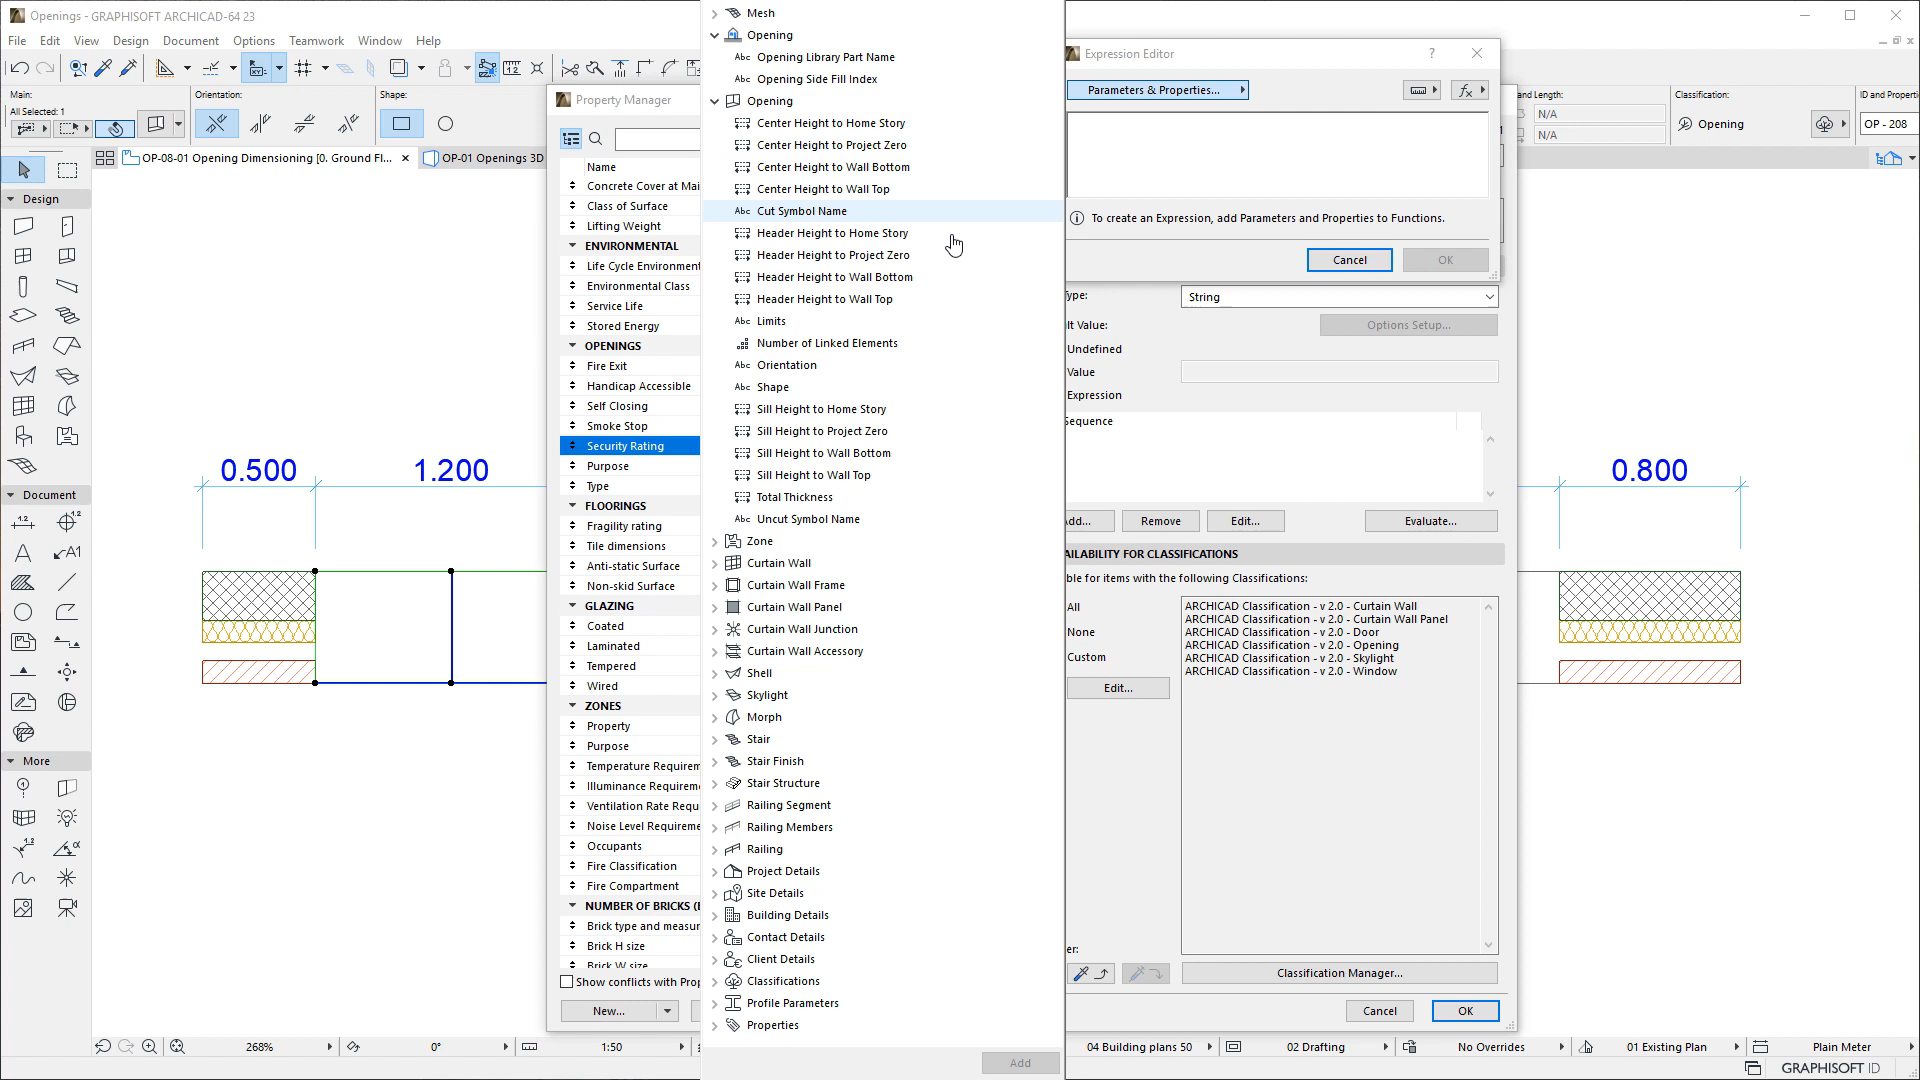 Openings - GRAPHISOFT ARCHICAD-64 23
File Edit View Design Document Options Teamwork Window Help
Main:
All Selected: 1
Orientation:
Shape:
and Length:
N/A
N/A
Classification:
Opening
ID and Properti
OP - 208
OP-08-01 Opening Dimensioning [0. Ground Fl...
OP-01 Openings 3D
Design
Document
More
0.500
1.200
0.800
Property Manager
Name
Concrete Cover at Mai
Class of Surface
Lifting Weight
ENVIRONMENTAL
Life Cycle Environment
Environmental Class
Service Life
Stored Energy
OPENINGS
Fire Exit
Handicap Accessible
Self Closing
Smoke Stop
Security Rating
Purpose
Type
FLOORINGS
Fragility rating
Tile dimensions
Anti-static Surface
Non-skid Surface
GLAZING
Coated
Laminated
Tempered
Wired
ZONES
Property
Purpose
Temperature Requirem
Illuminance Requireme
Ventilation Rate Requ
Noise Level Requireme
Occupants
Fire Classification
Fire Compartment
NUMBER OF BRICKS (E
Brick type and measur
Brick H size
Brick W size
Show conflicts with Prop
New...
Mesh
Opening
Abc Opening Library Part Name
Abc Opening Side Fill Index
Opening
Center Height to Home Story
Center Height to Project Zero
Center Height to Wall Bottom
Center Height to Wall Top
Abc Cut Symbol Name
Header Height to Home Story
Header Height to Project Zero
Header Height to Wall Bottom
Header Height to Wall Top
Abc Limits
Number of Linked Elements
Abc Orientation
Abc Shape
Sill Height to Home Story
Sill Height to Project Zero
Sill Height to Wall Bottom
Sill Height to Wall Top
Total Thickness
Abc Uncut Symbol Name
Zone
Curtain Wall
Curtain Wall Frame
Curtain Wall Panel
Curtain Wall Junction
Curtain Wall Accessory
Shell
Skylight
Morph
Stair
Stair Finish
Stair Structure
Railing Segment
Railing Members
Railing
Project Details
Site Details
Building Details
Contact Details
Client Details
Classifications
Profile Parameters
Properties
Add
Expression Editor
?
Parameters & Properties...
fx
To create an Expression, add Parameters and Properties to Functions.
Cancel
OK
ype:
String
lt Value:
Options Setup...
Undefined
Value
Expression
Sequence
dd...
Remove
Edit...
Evaluate...
AILABILITY FOR CLASSIFICATIONS
ble for items with the following Classifications:
All
None
Custom
Edit...
ARCHICAD Classification - v 2.0 - Curtain Wall
ARCHICAD Classification - v 2.0 - Curtain Wall Panel
ARCHICAD Classification - v 2.0 - Door
ARCHICAD Classification - v 2.0 - Opening
ARCHICAD Classification - v 2.0 - Skylight
ARCHICAD Classification - v 2.0 - Window
er:
Classification Manager...
Cancel
OK
268%
0°
1:50
04 Building plans 50
02 Drafting
No Overrides
01 Existing Plan
Plain Meter
GRAPHISOFT ID